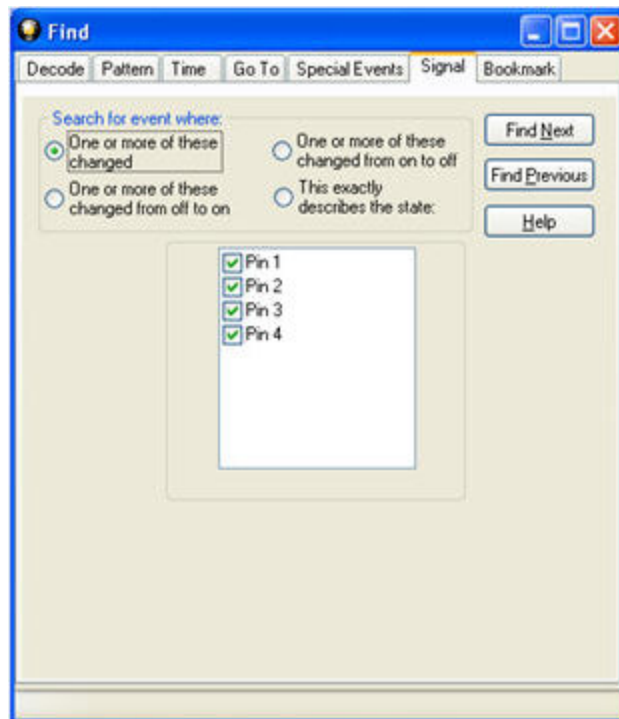 Find
Decode Pattern Time Go To Special Events Signal Bookmark
Search for event where:
One or more of these
changed
One or more of these
changed from on to off
One or more of these
changed from off to on
This exactly
describes the state:
Find Next
Find Previous
Help
Pin 1
Pin 2
Pin 3
Pin 4